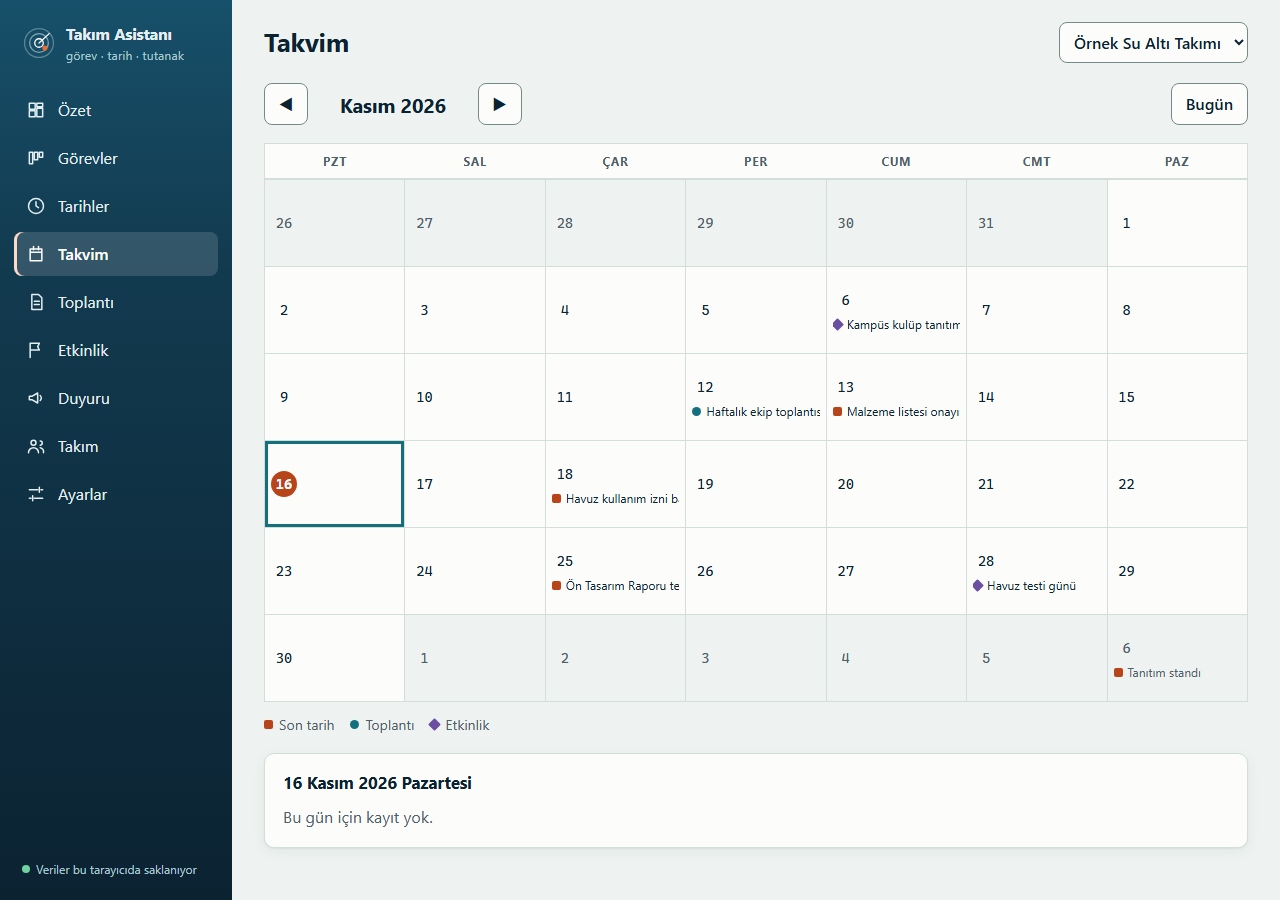 Takım Asistanı
görev · tarih · tutanak
Özet
Görevler
Tarihler
Takvim
Toplantı
Etkinlik
Duyuru
Takım
Ayarlar
Veriler bu tarayıcıda saklanıyor
Takvim
Örnek Su Altı Takımı
◀ Kasım 2026 ▶
Bugün
PZT SAL ÇAR PER CUM CMT PAZ
26 27 28 29 30 31 1
2 3 4 5 6 7 8
Kampüs kulüp tanıtım
9 10 11 12 13 14 15
Haftalık ekip toplantıs Malzeme listesi onayı
16 17 18 19 20 21 22
Havuz kullanım izni b
23 24 25 26 27 28 29
Ön Tasarım Raporu te Havuz testi günü
30 1 2 3 4 5 6
Tanıtım standı
Son tarih Toplantı Etkinlik
16 Kasım 2026 Pazartesi
Bu gün için kayıt yok.